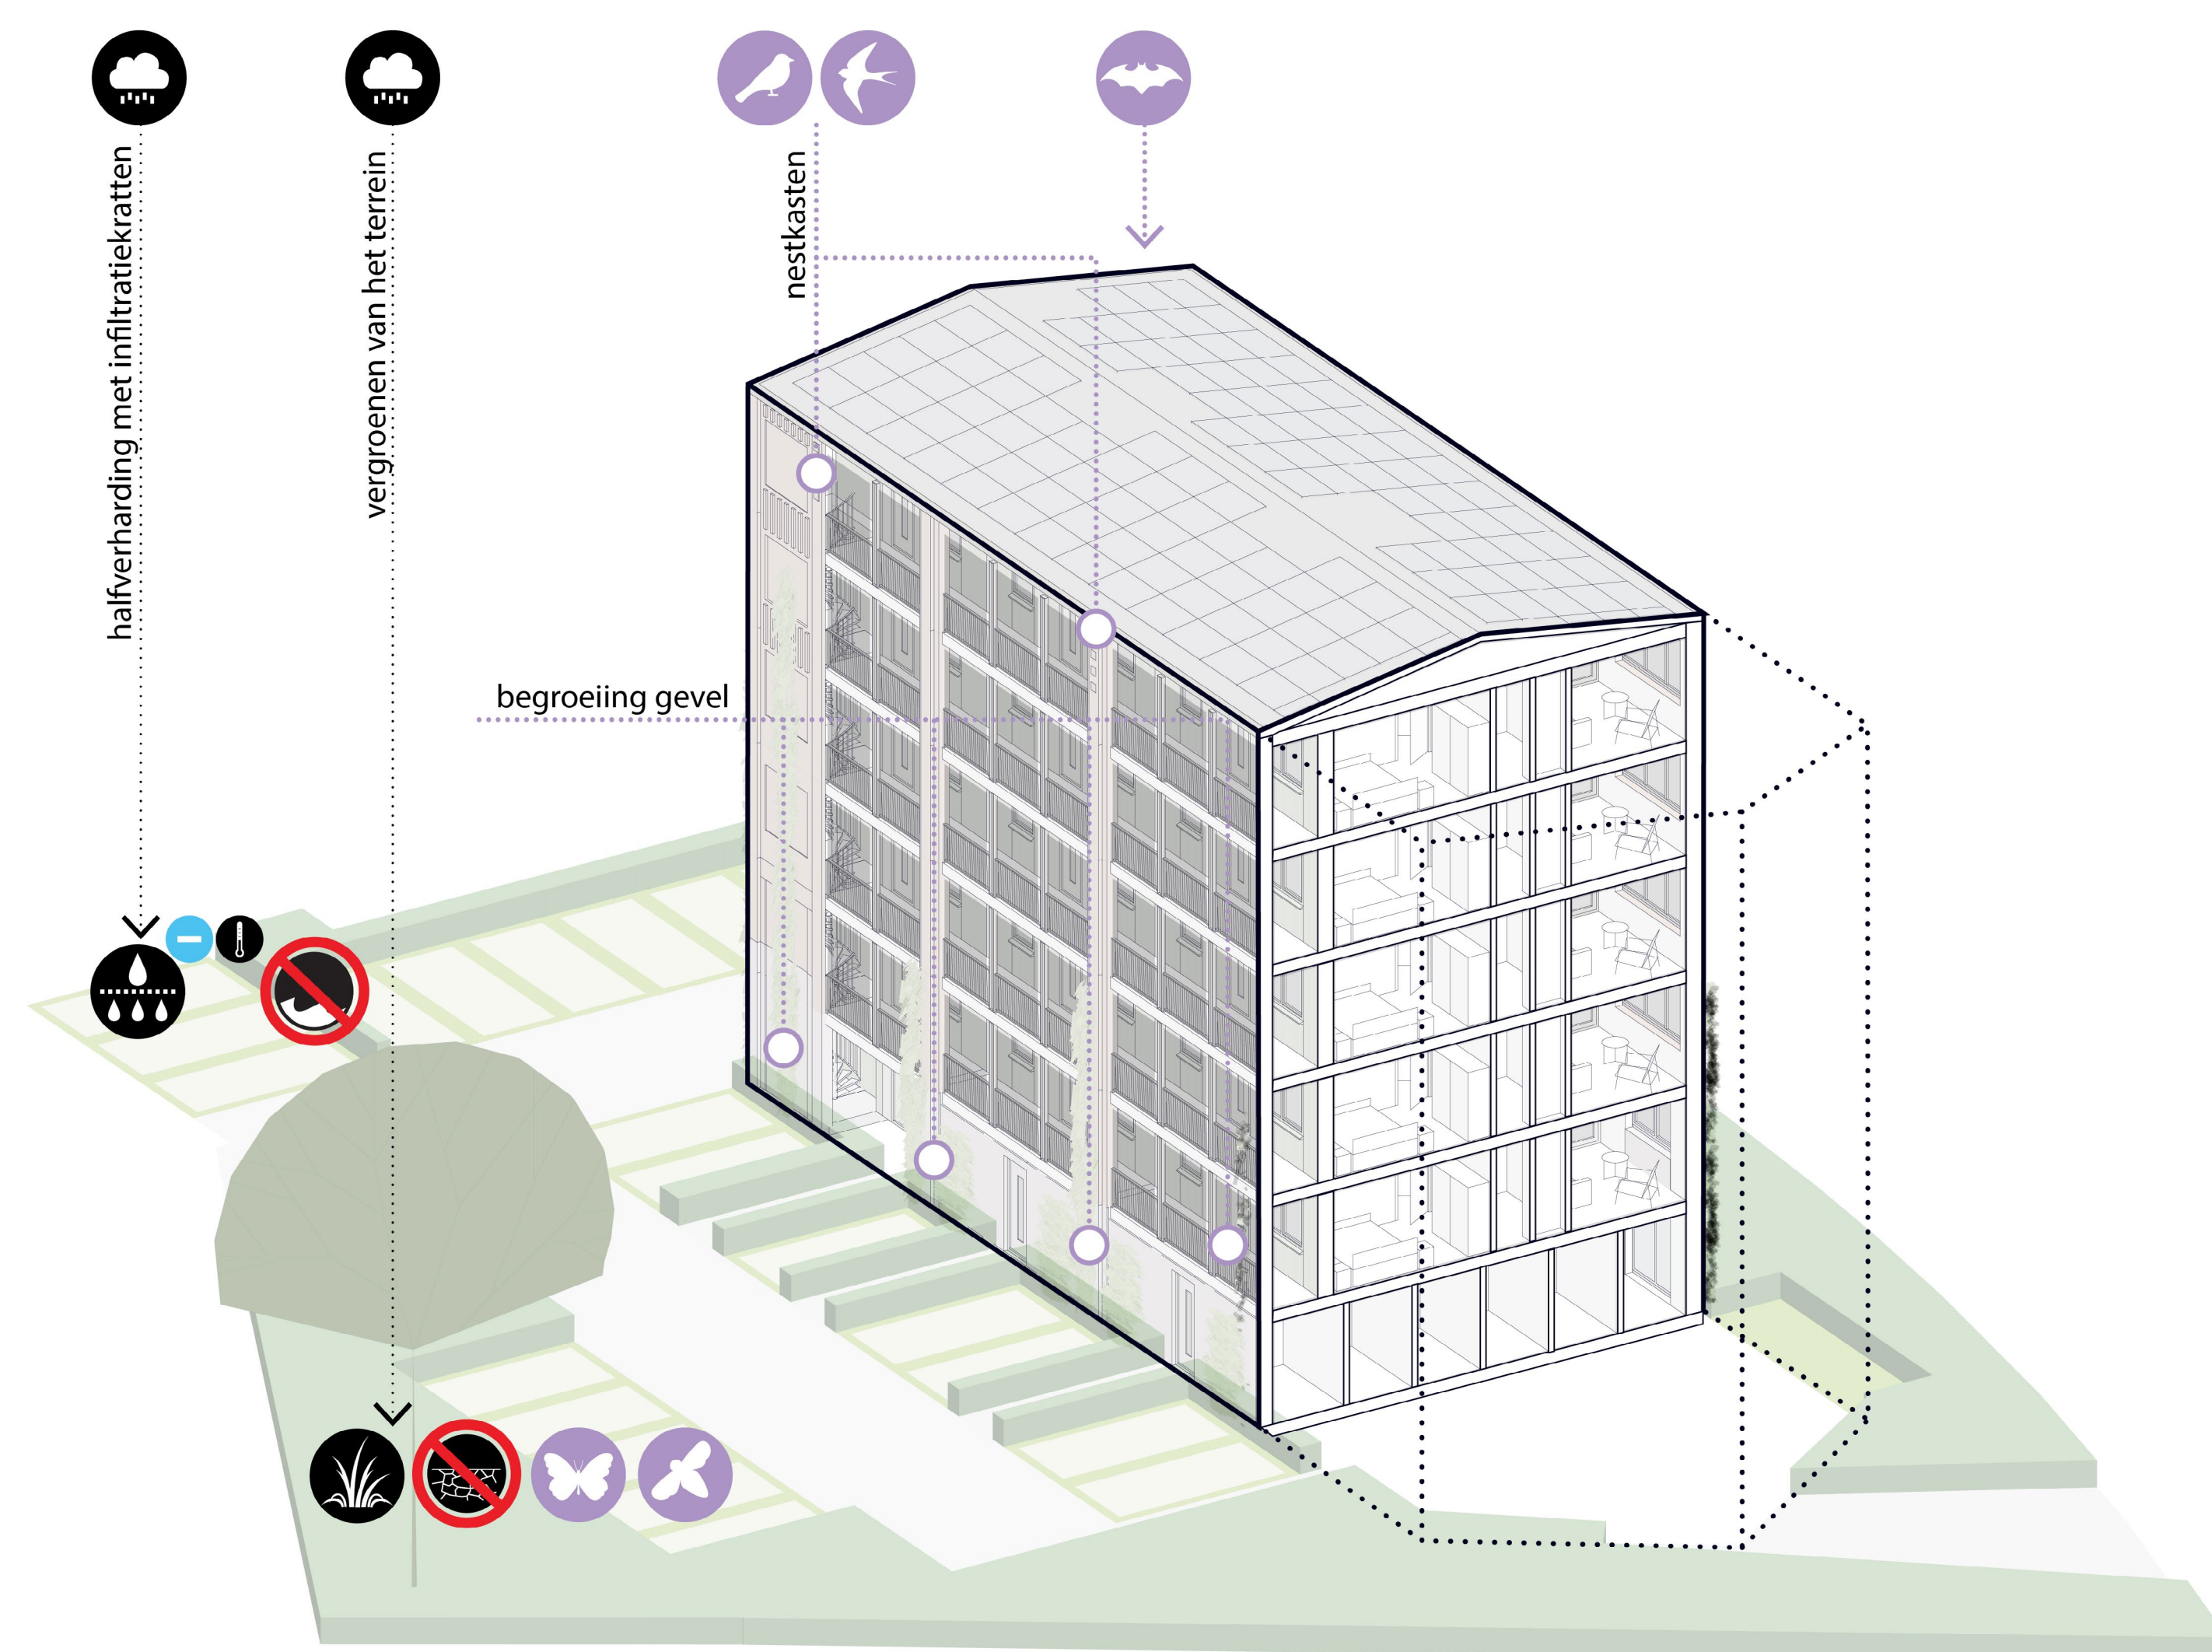 halfverharding met infiltratiekratten
vergroenen van het terrein
nestkasten
begroeiing gevel